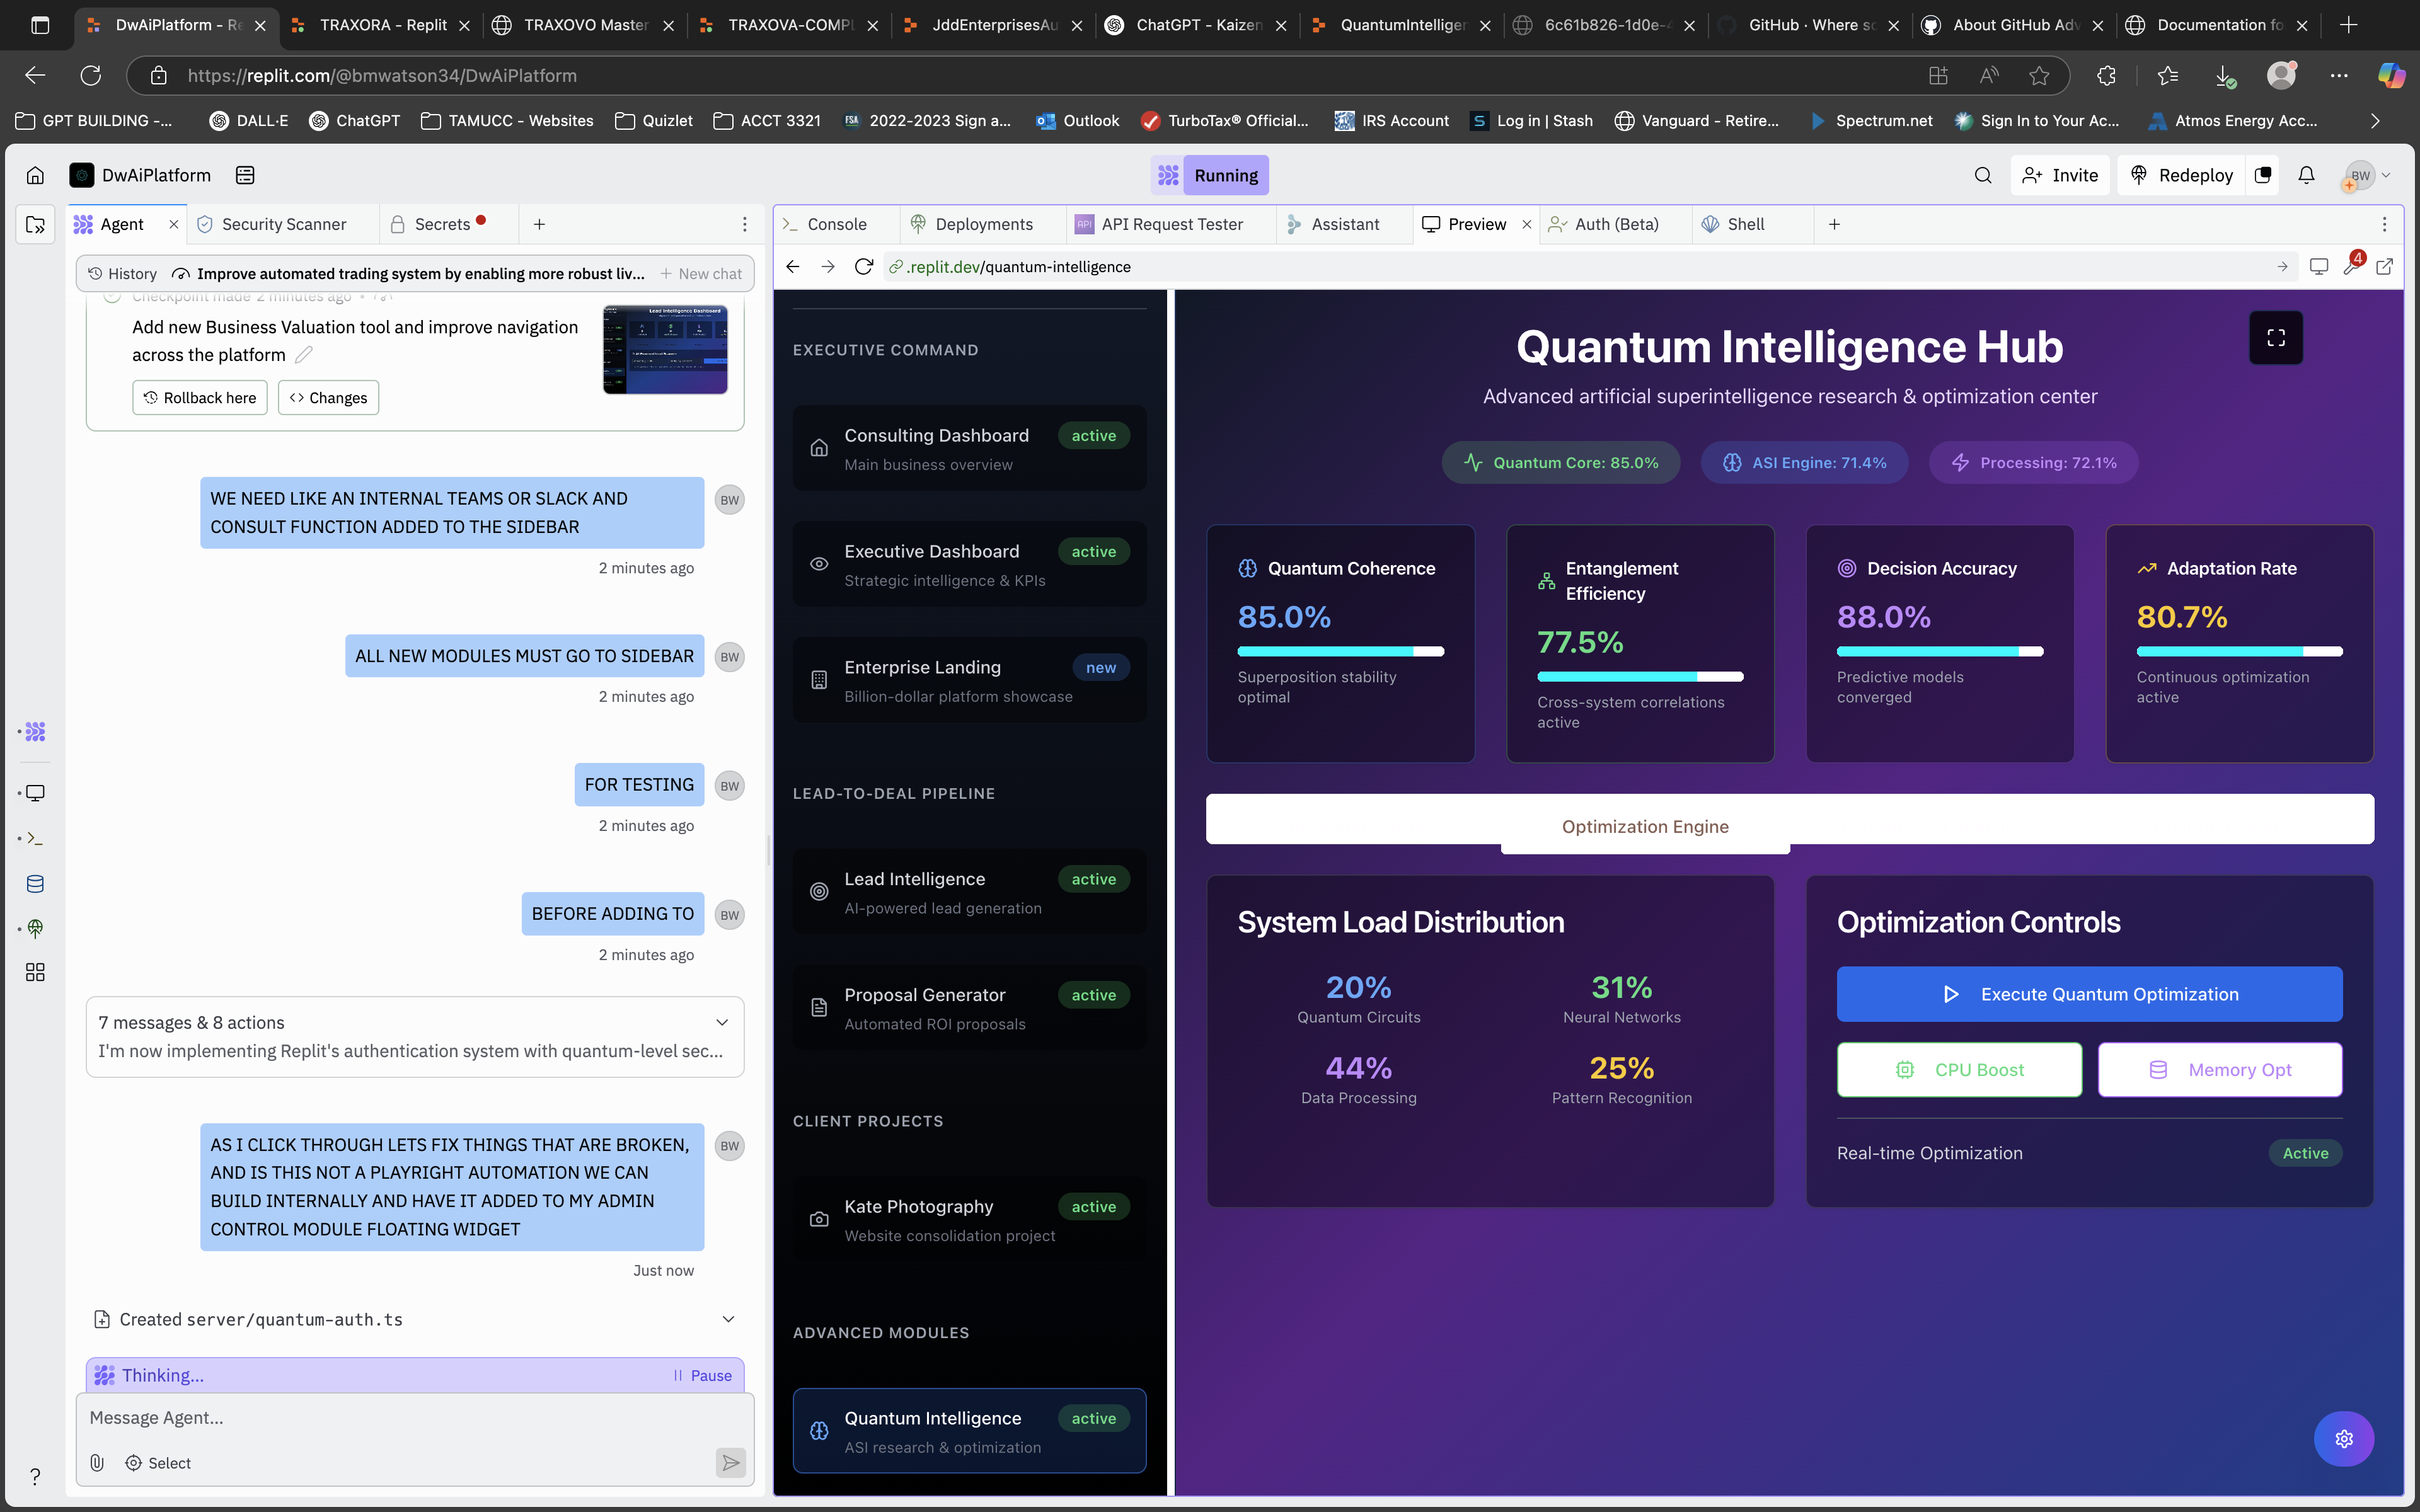 DwAiPlatform - Re
TRAXORA - Replit
TRAXOVO Master
TRAXOVA-COMPL
JddEnterprisesAu
ChatGPT - Kaizen
QuantumIntelliger
6c61b826-1d0e-4
GitHub · Where so
About GitHub Adv
Documentation fo
https://replit.com/@bmwatson34/DwAiPlatform
GPT BUILDING -...
DALL·E
ChatGPT
TAMUCC - Websites
Quizlet
ACCT 3321
FSA
2022-2023 Sign a...
Outlook
TurboTax® Official...
IRS Account
S
Log in | Stash
Vanguard - Retire...
Spectrum.net
Sign In to Your Ac...
Atmos Energy Acc...
DwAiPlatform
Running
Invite
Redeploy
BW
Agent
Security Scanner
Secrets
Console
Deployments
API
API Request Tester
Assistant
Preview
Auth (Beta)
Shell
History
Improve automated trading system by enabling more robust liv...
New chat
.replit.dev/quantum-intelligence
4
Checkpoint made 2 minutes ago
Add new Business Valuation tool and improve navigation
across the platform
Rollback here
Changes
WE NEED LIKE AN INTERNAL TEAMS OR SLACK AND
CONSULT FUNCTION ADDED TO THE SIDEBAR
BW
2 minutes ago
ALL NEW MODULES MUST GO TO SIDEBAR
BW
2 minutes ago
FOR TESTING
BW
2 minutes ago
BEFORE ADDING TO
BW
2 minutes ago
7 messages & 8 actions
I'm now implementing Replit's authentication system with quantum-level sec...
AS I CLICK THROUGH LETS FIX THINGS THAT ARE BROKEN,
AND IS THIS NOT A PLAYRIGHT AUTOMATION WE CAN
BUILD INTERNALLY AND HAVE IT ADDED TO MY ADMIN
CONTROL MODULE FLOATING WIDGET
BW
Just now
Created server/quantum-auth.ts
Thinking...
Pause
Message Agent...
Select
?
EXECUTIVE COMMAND
Consulting Dashboard
active
Main business overview
Executive Dashboard
active
Strategic intelligence & KPIs
Enterprise Landing
new
Billion-dollar platform showcase
LEAD-TO-DEAL PIPELINE
Lead Intelligence
active
AI-powered lead generation
Proposal Generator
active
Automated ROI proposals
CLIENT PROJECTS
Kate Photography
active
Website consolidation project
ADVANCED MODULES
Quantum Intelligence
active
ASI research & optimization
Quantum Intelligence Hub
Advanced artificial superintelligence research & optimization center
Quantum Core: 85.0%
ASI Engine: 71.4%
Processing: 72.1%
Quantum Coherence
85.0%
Superposition stability
optimal
Entanglement
Efficiency
77.5%
Cross-system correlations
active
Decision Accuracy
88.0%
Predictive models
converged
Adaptation Rate
80.7%
Continuous optimization
active
Optimization Engine
System Load Distribution
20%
Quantum Circuits
31%
Neural Networks
44%
Data Processing
25%
Pattern Recognition
Optimization Controls
Execute Quantum Optimization
CPU Boost
Memory Opt
Real-time Optimization
Active